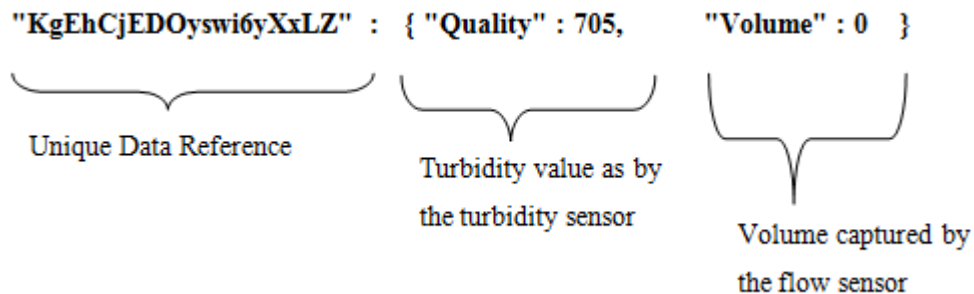 "KgEhCjEDOyswi6yXxLZ" : { "Quality" : 705, "Volume" : 0 }
Unique Data Reference
Turbidity value as by
the turbidity sensor
Volume captured by
the flow sensor